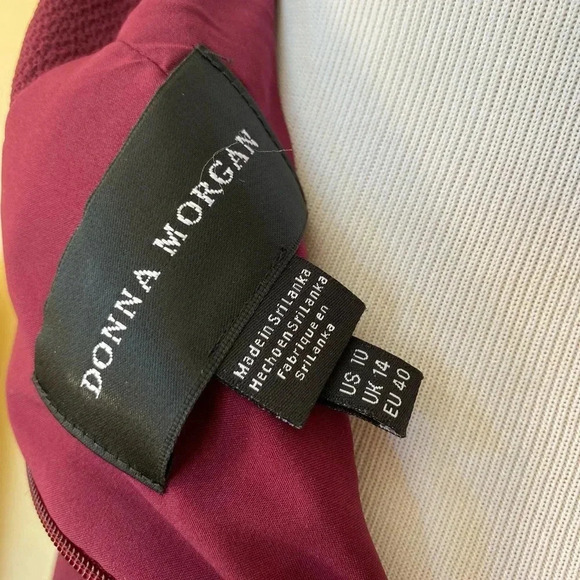 DONNA MORGAN
Made in Sri Lanka
Hecho en Sri Lanka
Fabrique en
Sri Lanka
US 10
UK 14
EU 40